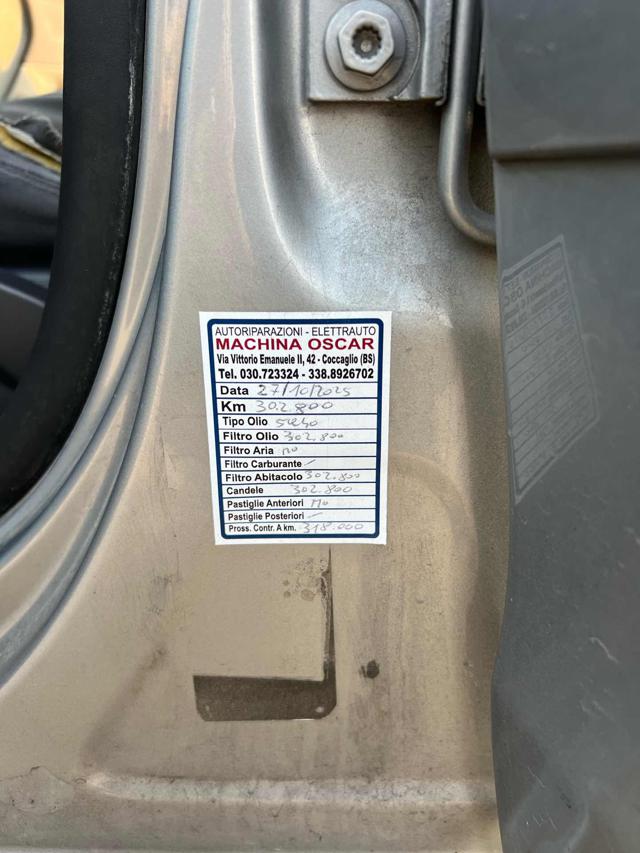 AUTORIPARAZIONI - ELETTRAUTO
MACHINA OSCAR
Via Vittorio Emanuele II, 42 - Coccaglio (BS)
Tel. 030.723324 - 338.8926702
Data 27/10/2025
Km 302.800
Tipo Olio 5W40
Filtro Olio 302.800
Filtro Aria no
Filtro Carburante -
Filtro Abitacolo 302.800
Candele 302.800
Pastiglie Anteriori no
Pastiglie Posteriori -
Pross. Contr. A km. 318.000